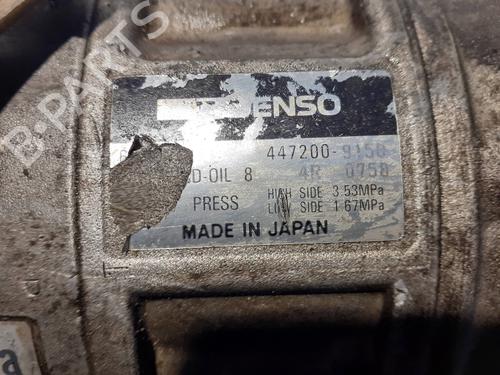 DENSO
447200-9150
D-OIL 8 4R 0758
PRESS HIGH SIDE 3.53MPa
LOW SIDE 1.67MPa
MADE IN JAPAN
B-PARTS
a